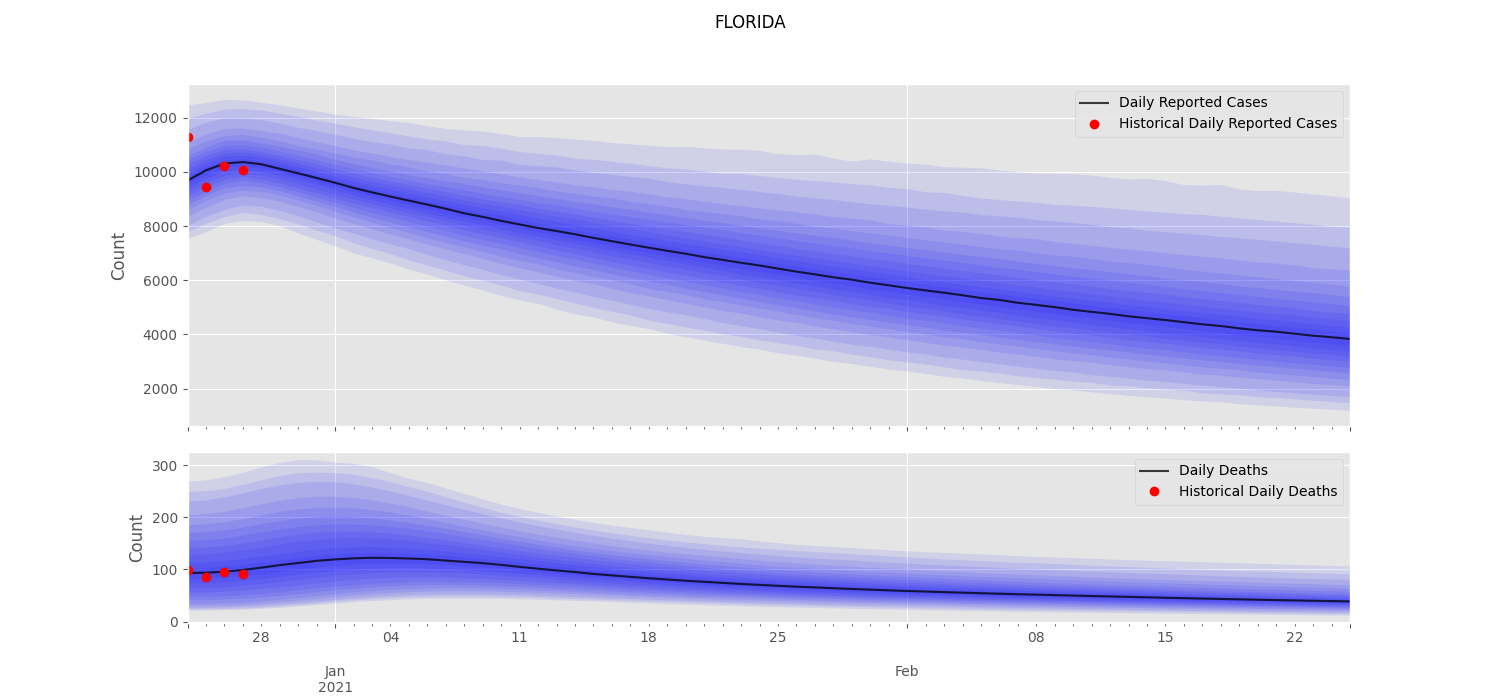 FLORIDA
12000
10000
8000
6000
4000
2000
Count
Daily Reported Cases
Historical Daily Reported Cases
300
200
100
0
Count
Daily Deaths
Historical Daily Deaths
28 04 11 18 25 08 15 22
Jan Feb
2021